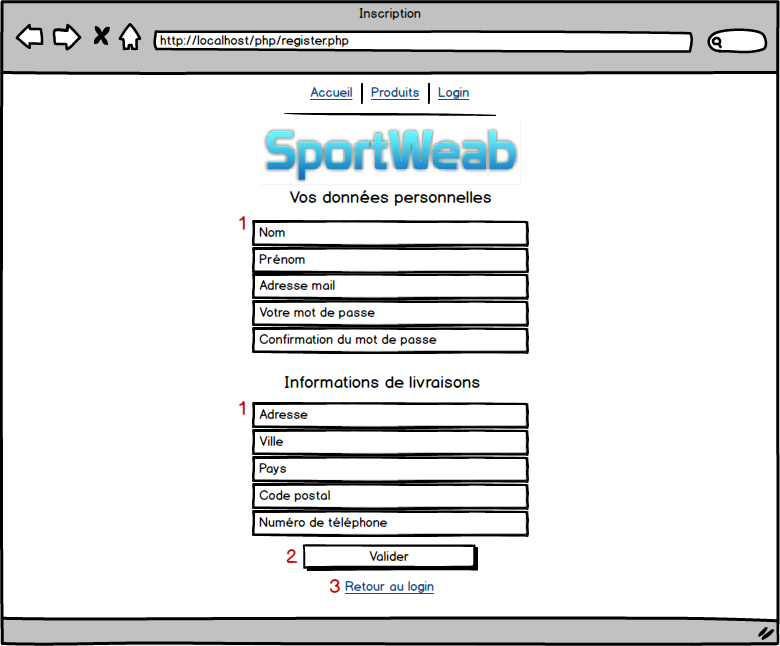 Inscription
http://localhost/php/register.php
Accueil Produits Login
SportWeab
Vos données personnelles
1
Nom
Prénom
Adresse mail
Votre mot de passe
Confirmation du mot de passe
Informations de livraisons
1
Adresse
Ville
Pays
Code postal
Numéro de téléphone
2 Valider
3 Retour au login